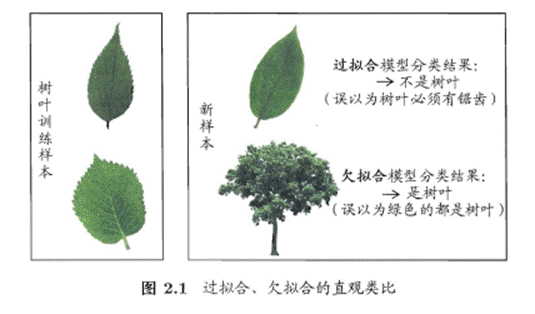 树叶训练样本
新样本
过拟合模型分类结果:
→ 不是树叶
(误以为树叶必须有锯齿)
欠拟合模型分类结果:
→ 是树叶
(误以为绿色的都是树叶)
图 2.1 过拟合、欠拟合的直观类比